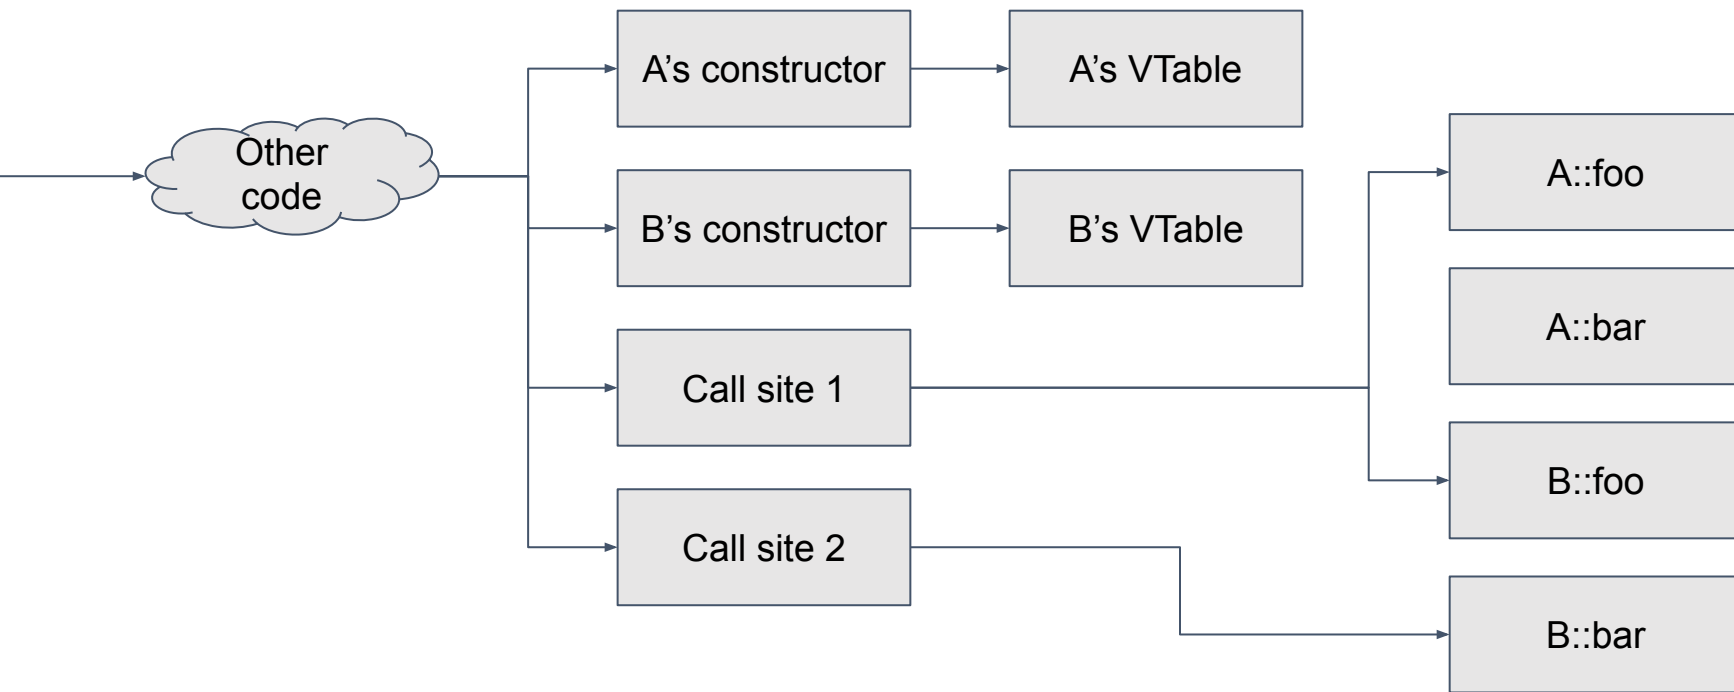 Other
code
A’s constructor
A’s VTable
B’s constructor
B’s VTable
Call site 1
Call site 2
A::foo
A::bar
B::foo
B::bar